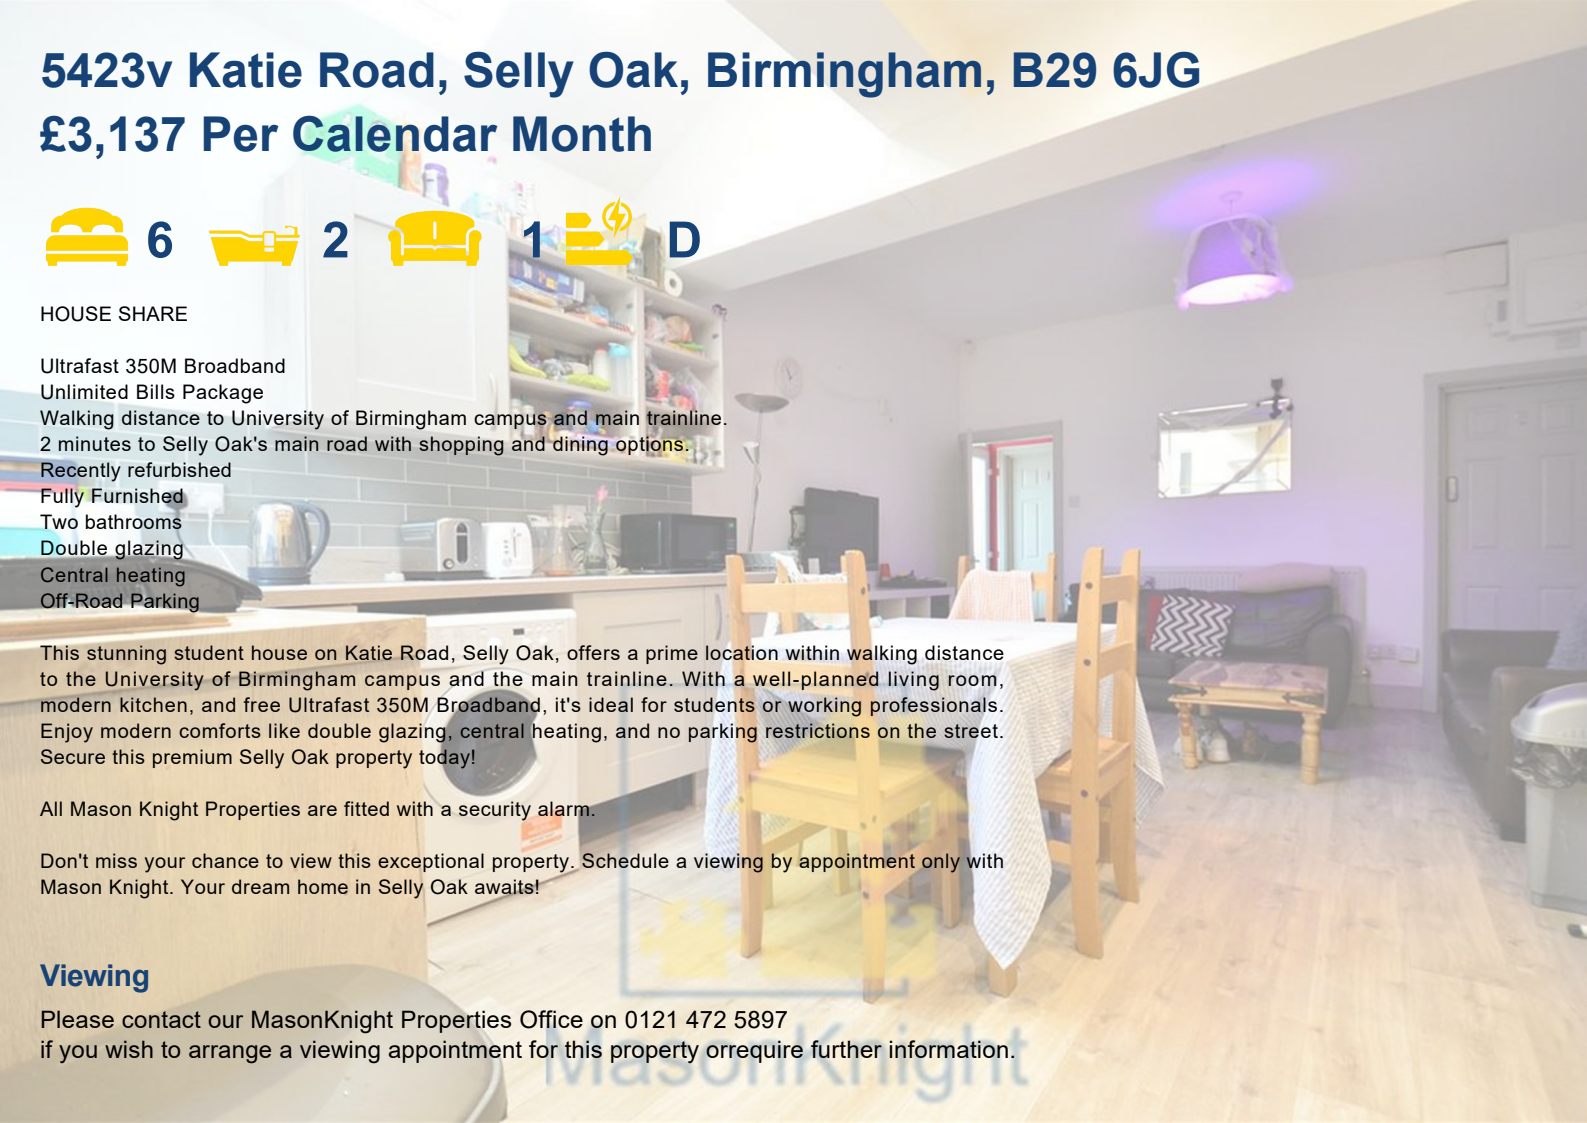 5423v Katie Road, Selly Oak, Birmingham, B29 6JG
£3,137 Per Calendar Month
6 2 1 D
HOUSE SHARE
Ultrafast 350M Broadband
Unlimited Bills Package
Walking distance to University of Birmingham campus and main trainline.
2 minutes to Selly Oak's main road with shopping and dining options.
Recently refurbished
Fully Furnished
Two bathrooms
Double glazing
Central heating
Off-Road Parking
This stunning student house on Katie Road, Selly Oak, offers a prime location within walking distance
to the University of Birmingham campus and the main trainline. With a well-planned living room,
modern kitchen, and free Ultrafast 350M Broadband, it's ideal for students or working professionals.
Enjoy modern comforts like double glazing, central heating, and no parking restrictions on the street.
Secure this premium Selly Oak property today!
All Mason Knight Properties are fitted with a security alarm.
Don't miss your chance to view this exceptional property. Schedule a viewing by appointment only with
Mason Knight. Your dream home in Selly Oak awaits!
Viewing
Please contact our MasonKnight Properties Office on 0121 472 5897
if you wish to arrange a viewing appointment for this property orrequire further information.
MasonKnight